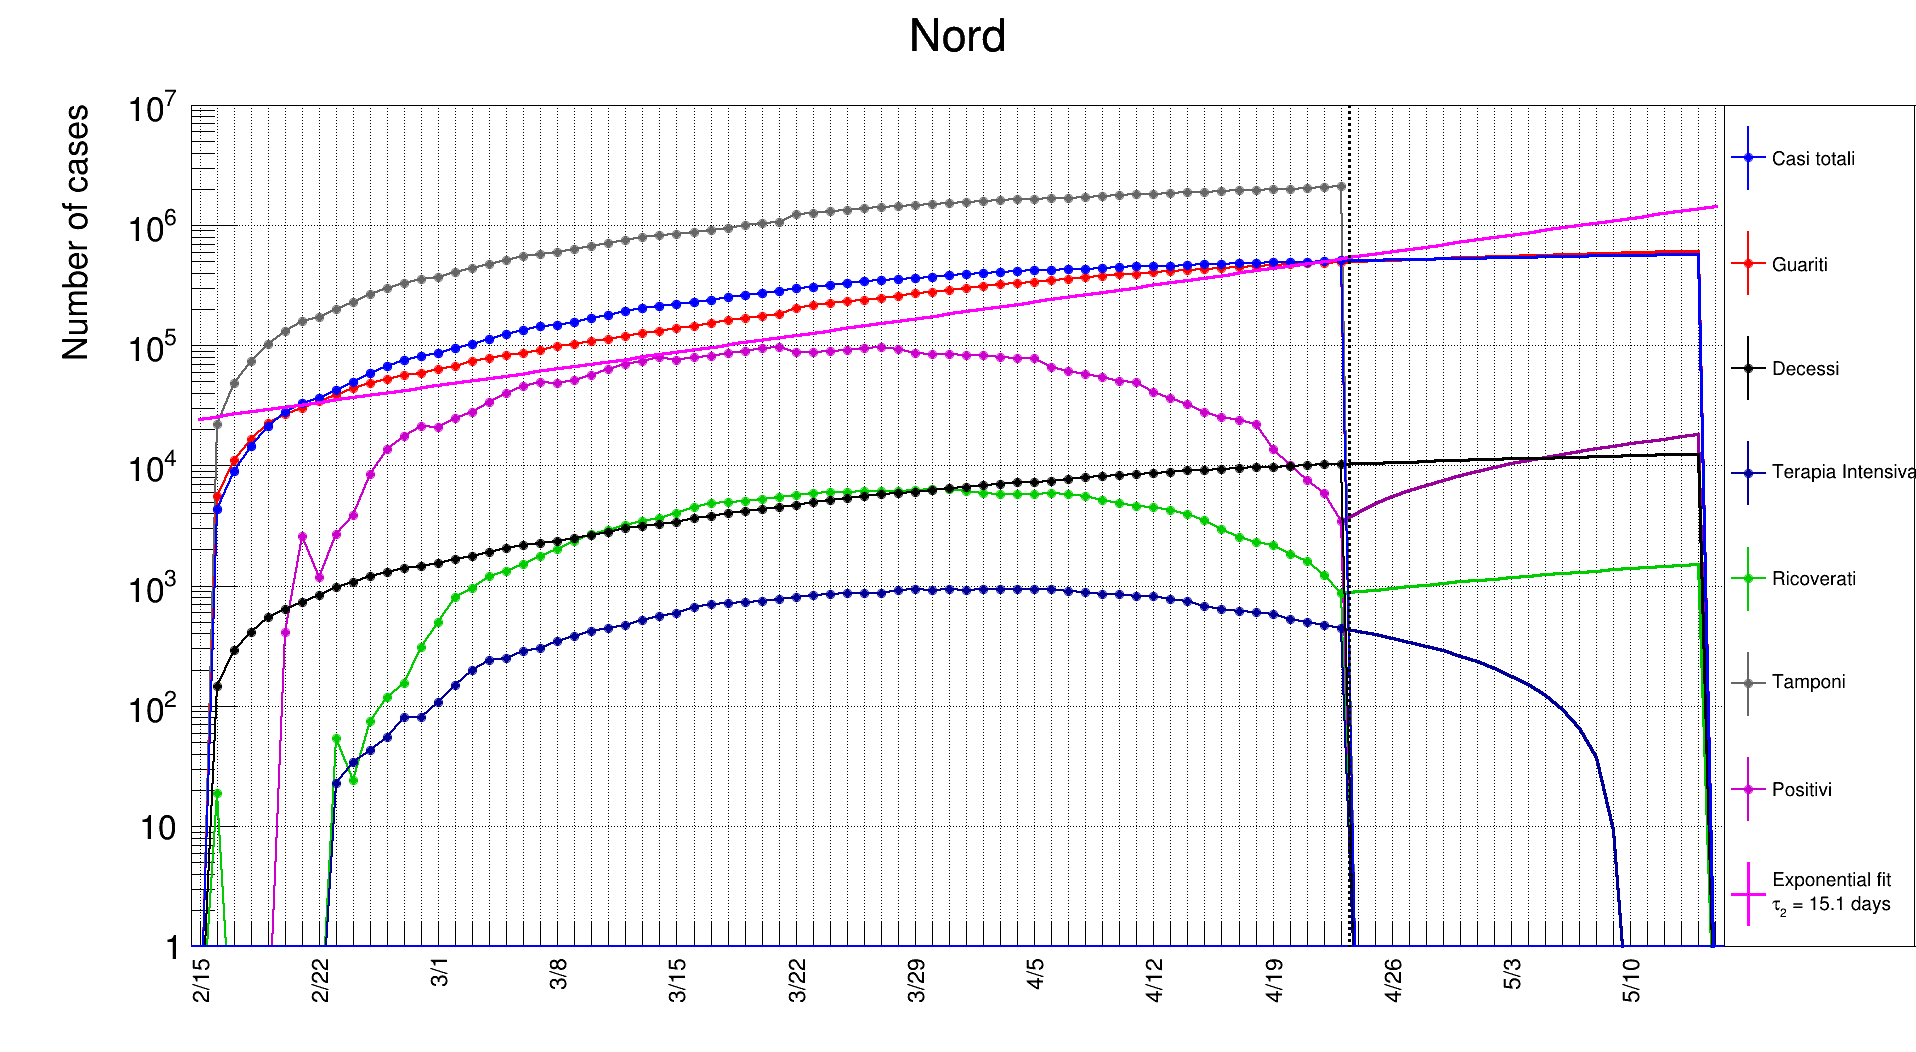 Nord
Number of cases
10^7
10^6
10^5
10^4
10^3
10^2
10
1
2/15
2/22
3/1
3/8
3/15
3/22
3/29
4/5
4/12
4/19
4/26
5/3
5/10
Casi totali
Guariti
Decessi
Terapia Intensiva
Ricoverati
Tamponi
Positivi
Exponential fit
τ₂ = 15.1 days